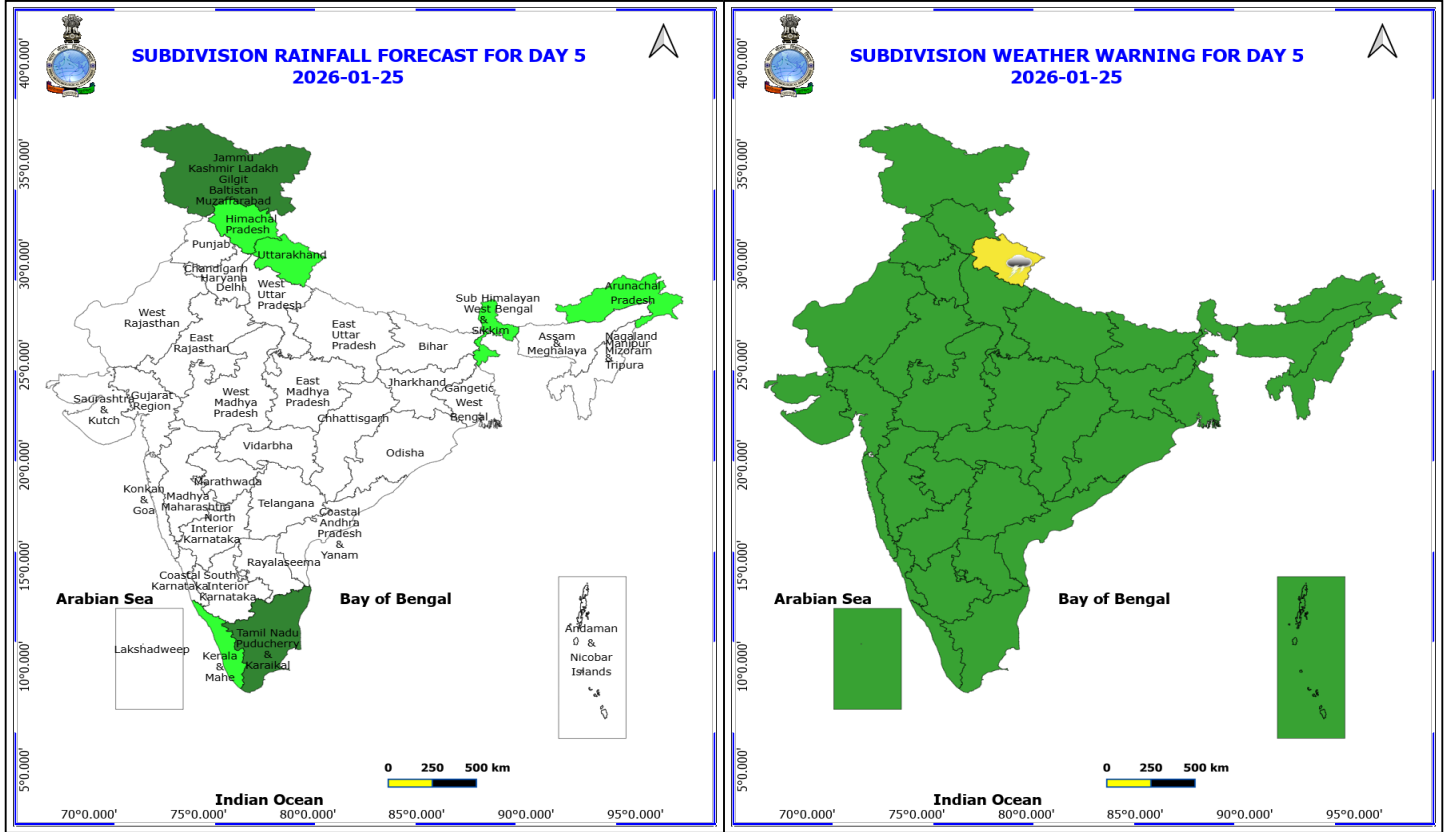 SUBDIVISION RAINFALL FORECAST FOR DAY 5
2026-01-25
40°0.000'
35°0.000'
30°0.000'
25°0.000'
20°0.000'
15°0.000'
10°0.000'
5°0.000'
Jammu
Kashmir Ladakh
Gilgit
Baltistan
Muzaffarabad
Himachal
Pradesh
Punjab
Uttarakhand
Chandigarh
Haryana
Delhi
West
Uttar
Pradesh
Arunachal
Pradesh
Sub Himalayan
West Bengal
&
Sikkim
West
Rajasthan
East
Rajasthan
East
Uttar
Pradesh
Bihar
Assam
&
Meghalaya
Nagaland
Manipur
Mizoram
&
Tripura
Saurashtra
&
Kutch
Gujarat
Region
West
Madhya
Pradesh
East
Madhya
Pradesh
Jharkhand
Gangetic
West
Bengal
Chhattisgarh
Vidarbha
Odisha
Konkan
&
Goa
Marathwada
Madhya
Maharashtra
Telangana
North
Interior
Karnataka
Coastal
Andhra
Pradesh
&
Yanam
Rayalaseema
Coastal
Karnataka
South
Interior
Karnataka
Arabian Sea
Bay of Bengal
Lakshadweep
Kerala
&
Mahe
Tamil Nadu
Puducherry
&
Karaikal
Andaman
&
Nicobar
Islands
0 250 500 km
Indian Ocean
70°0.000' 75°0.000' 80°0.000' 85°0.000' 90°0.000' 95°0.000'
SUBDIVISION WEATHER WARNING FOR DAY 5
2026-01-25
40°0.000'
35°0.000'
30°0.000'
25°0.000'
20°0.000'
15°0.000'
10°0.000'
5°0.000'
Arabian Sea
Bay of Bengal
0 250 500 km
Indian Ocean
70°0.000' 75°0.000' 80°0.000' 85°0.000' 90°0.000' 95°0.000'